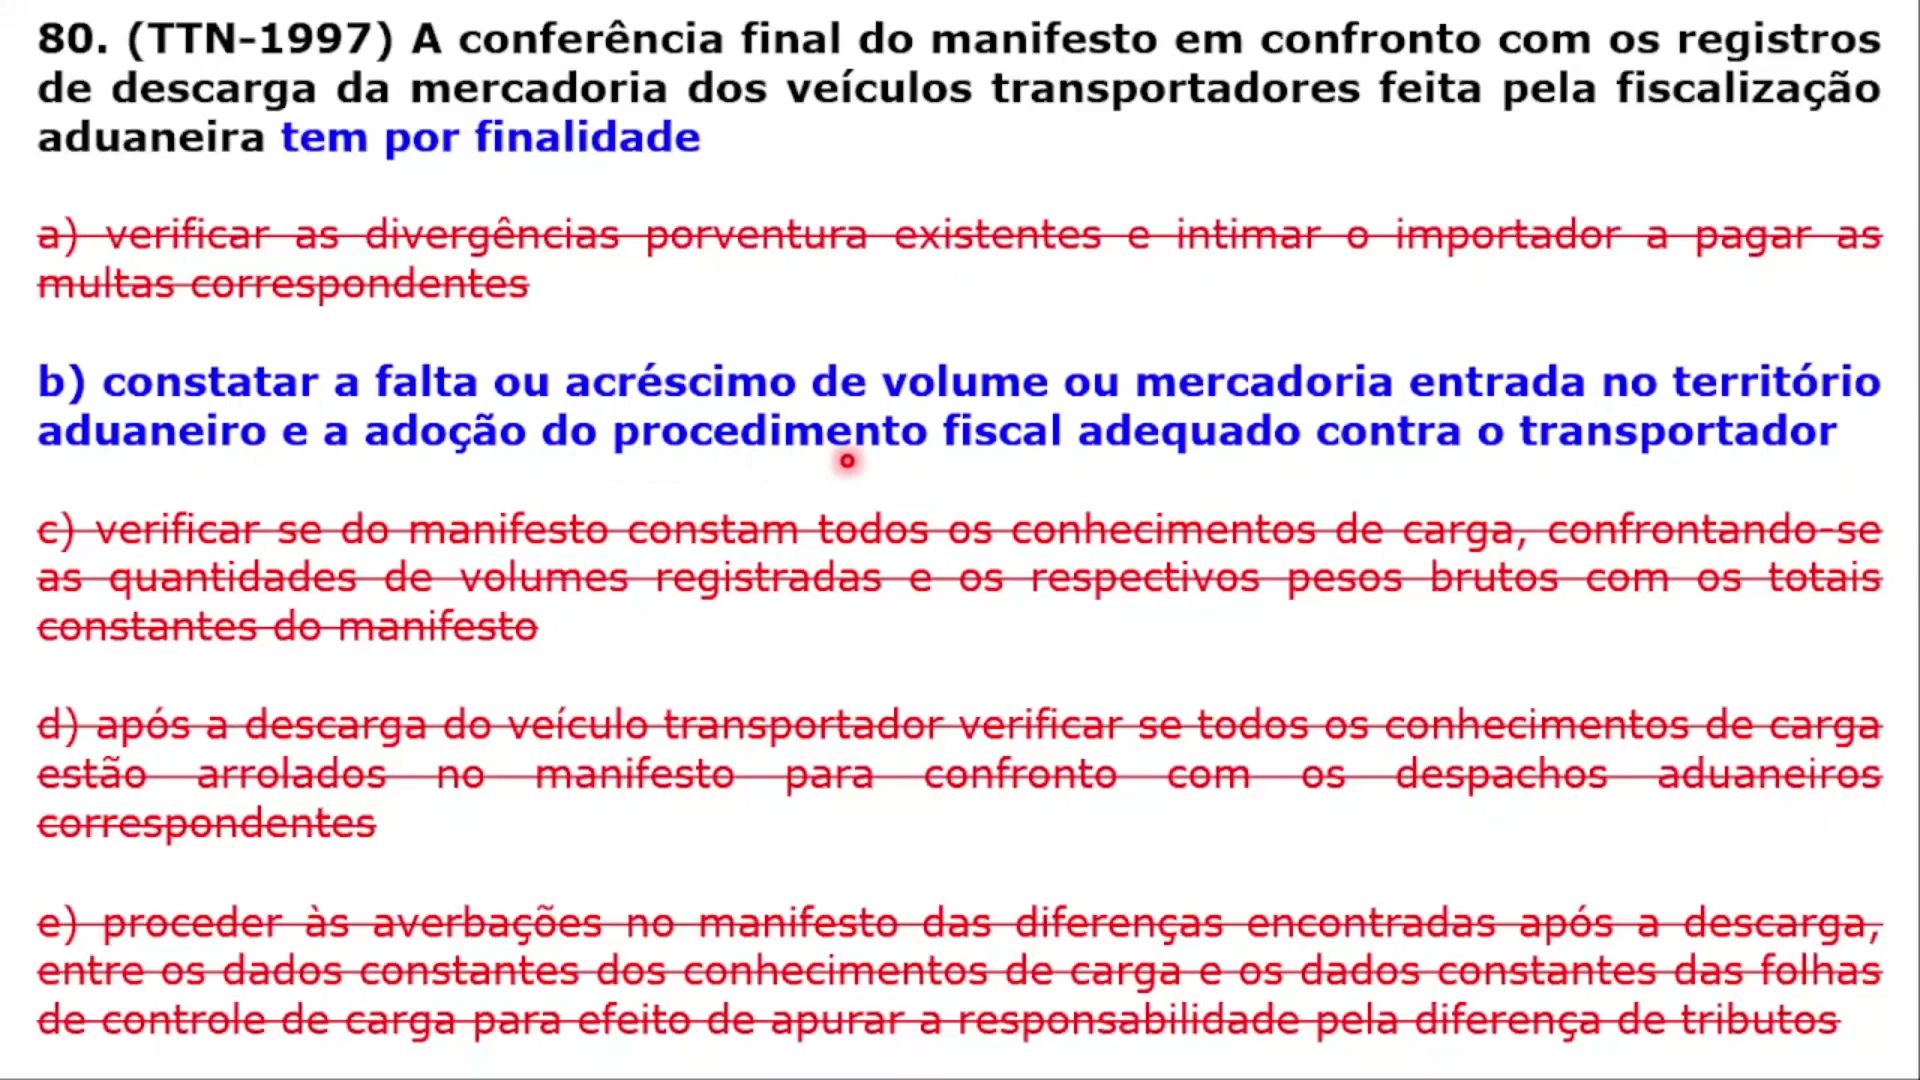 80. (TTN-1997) A conferência final do manifesto em confronto com os registros
de descarga da mercadoria dos veículos transportadores feita pela fiscalização
aduaneira tem por finalidade
a) verificar as divergências porventura existentes e intimar o importador a pagar as
multas correspondentes
b) constatar a falta ou acréscimo de volume ou mercadoria entrada no território
aduaneiro e a adoção do procedimento fiscal adequado contra o transportador
c) verificar se do manifesto constam todos os conhecimentos de carga, confrontando-se
as quantidades de volumes registradas e os respectivos pesos brutos com os totais
constantes do manifesto
d) após a descarga do veículo transportador verificar se todos os conhecimentos de carga
estão arrolados no manifesto para confronto com os despachos aduaneiros
correspondentes
e) proceder às averbações no manifesto das diferenças encontradas após a descarga,
entre os dados constantes dos conhecimentos de carga e os dados constantes das folhas
de controle de carga para efeito de apurar a responsabilidade pela diferença de tributos